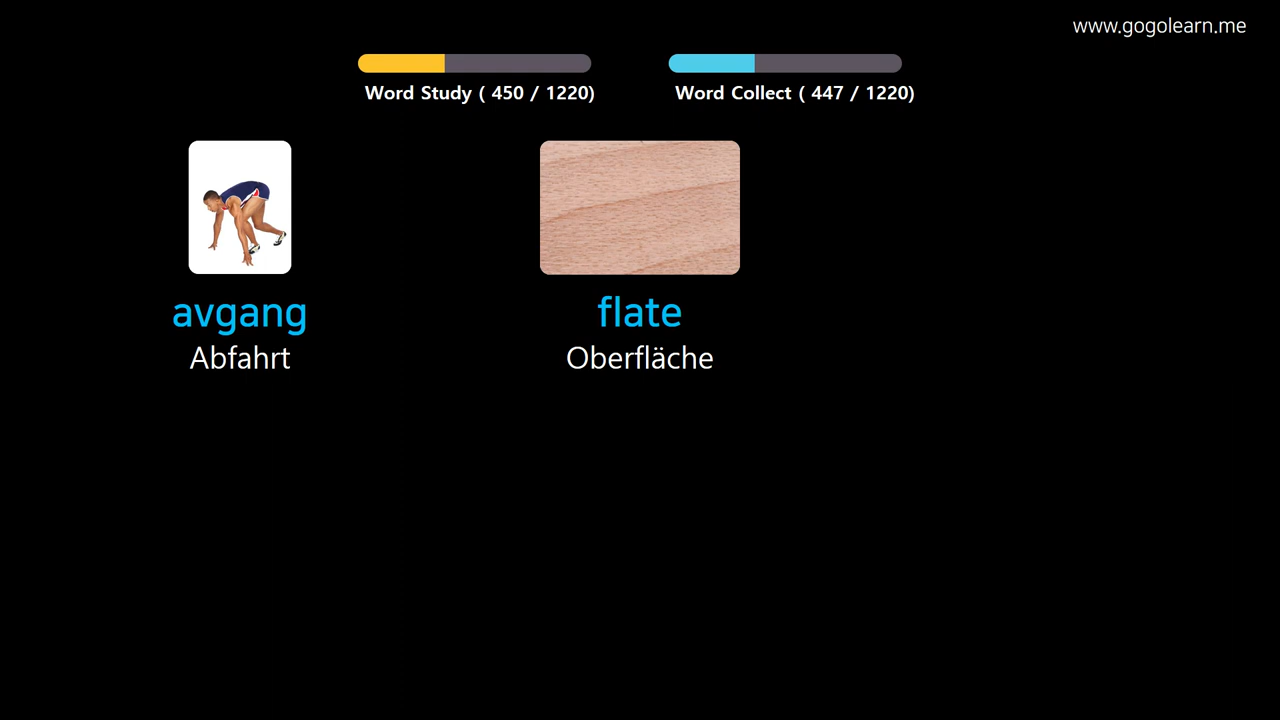 www.gogolearn.me
Word Study ( 450 / 1220)
Word Collect ( 447 / 1220)
avgang
Abfahrt
flate
Oberfläche